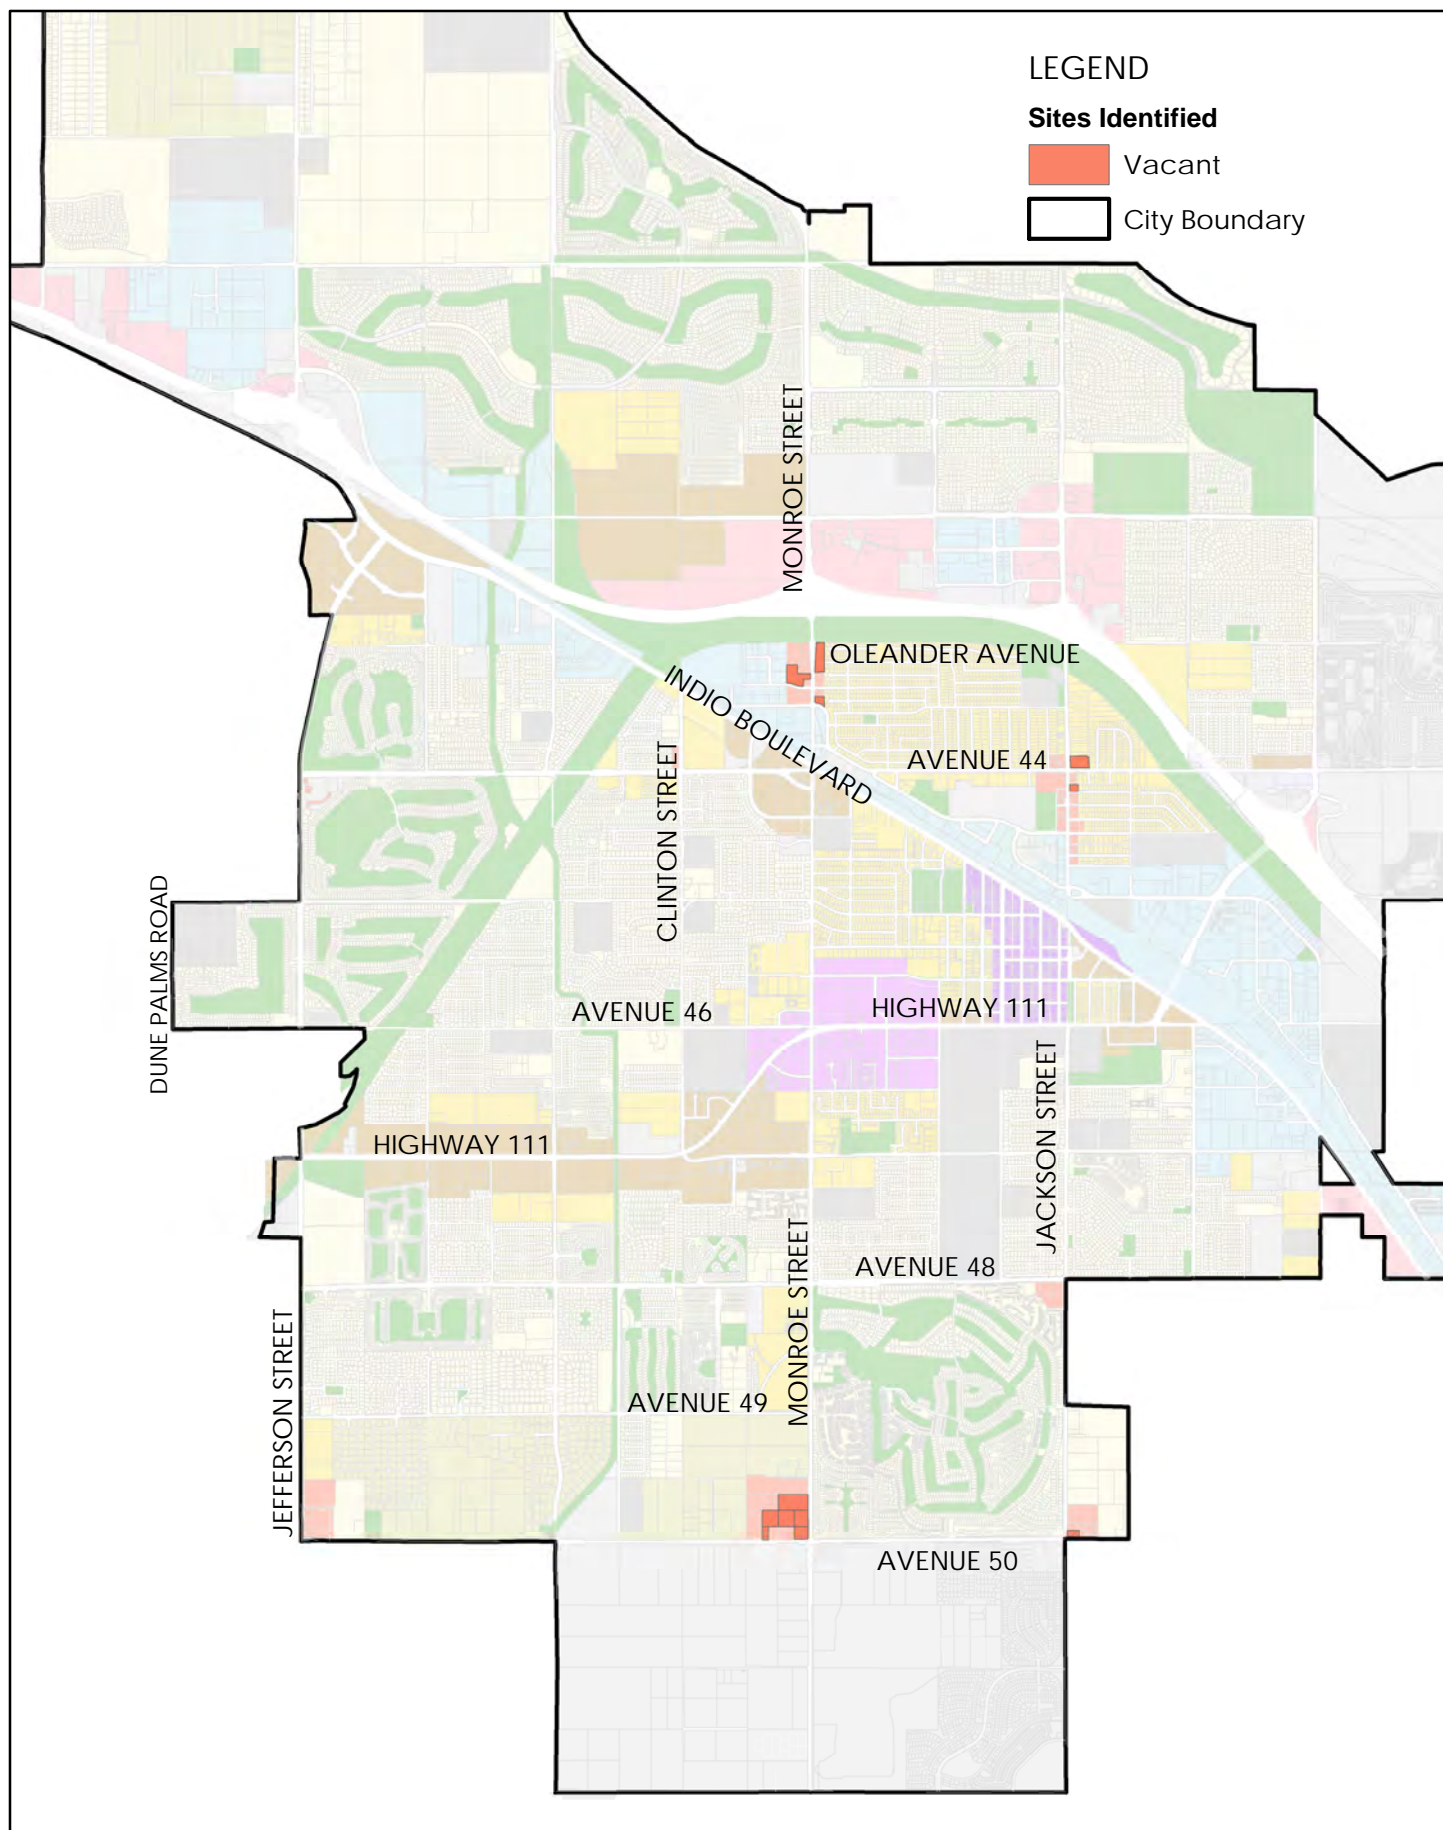 LEGEND
Sites Identified
Vacant
City Boundary
MONROE STREET
OLEANDER AVENUE
INDIO BOULEVARD
AVENUE 44
CLINTON STREET
DUNE PALMS ROAD
AVENUE 46
HIGHWAY 111
JACKSON STREET
HIGHWAY 111
MONROE STREET
AVENUE 48
JEFFERSON STREET
AVENUE 49
AVENUE 50